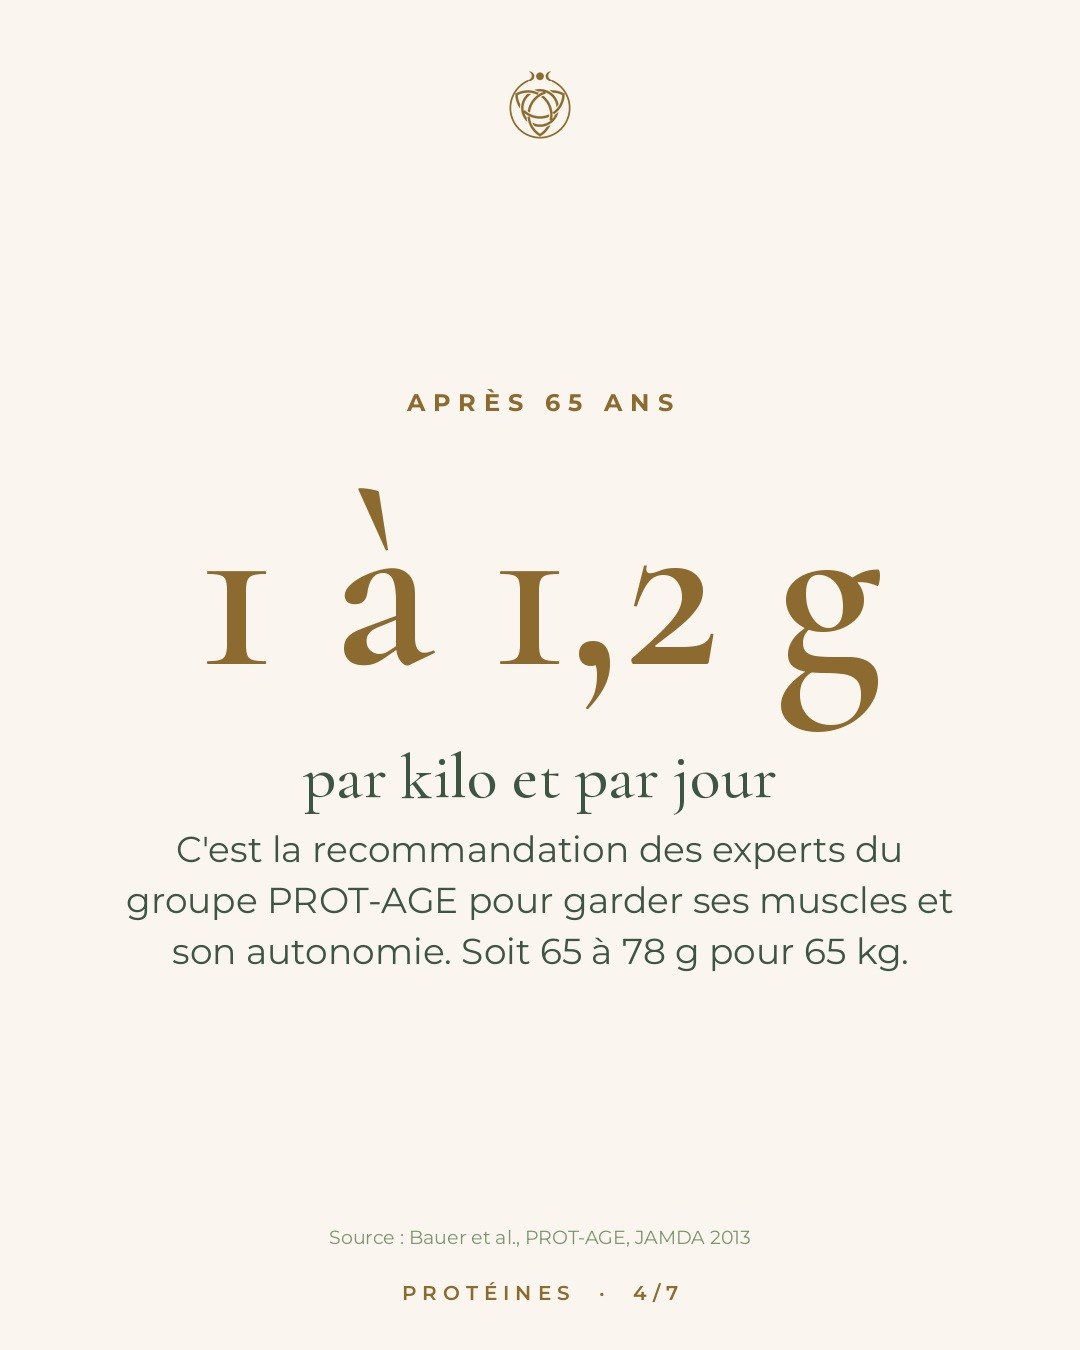 APRÈS 65 ANS
1 à 1,2 g
par kilo et par jour
C'est la recommandation des experts du
groupe PROT-AGE pour garder ses muscles et
son autonomie. Soit 65 à 78 g pour 65 kg.
Source : Bauer et al., PROT-AGE, JAMDA 2013
PROTÉINES · 4/7